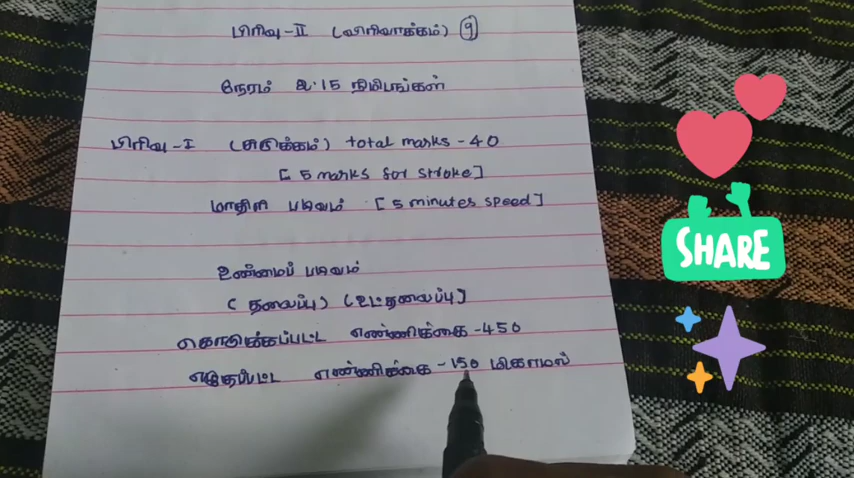 பிரிவு-II (விரிவாக்கம்) 9
நேரம் 2.15 நிமிடங்கள்
பிரிவு-I (சுருக்கம்) total marks - 40
[5 marks for stroke]
மாதிரி படிவம் [5 minutes speed]
உண்மைப் படிவம்
(தலைப்பு) (உட்தலைப்பு]
கொடுக்கப்பட்ட எண்ணிக்கை -450
எழுதப்பட்ட எண்ணிக்கை -150 மிகாமல்
SHARE